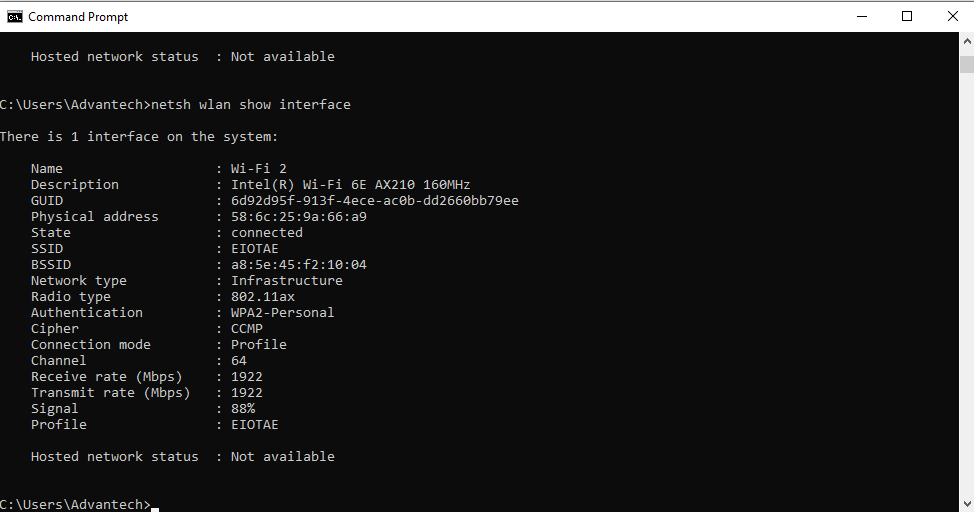 Command Prompt
Hosted network status : Not available
C:\Users\Advantech>netsh wlan show interface
There is 1 interface on the system:
Name : Wi-Fi 2
Description : Intel(R) Wi-Fi 6E AX210 160MHz
GUID : 6d92d95f-913f-4ece-ac0b-dd2660bb79ee
Physical address : 58:6c:25:9a:66:a9
State : connected
SSID : EIOTAE
BSSID : a8:5e:45:f2:10:04
Network type : Infrastructure
Radio type : 802.11ax
Authentication : WPA2-Personal
Cipher : CCMP
Connection mode : Profile
Channel : 64
Receive rate (Mbps) : 1922
Transmit rate (Mbps) : 1922
Signal : 88%
Profile : EIOTAE
Hosted network status : Not available
C:\Users\Advantech>